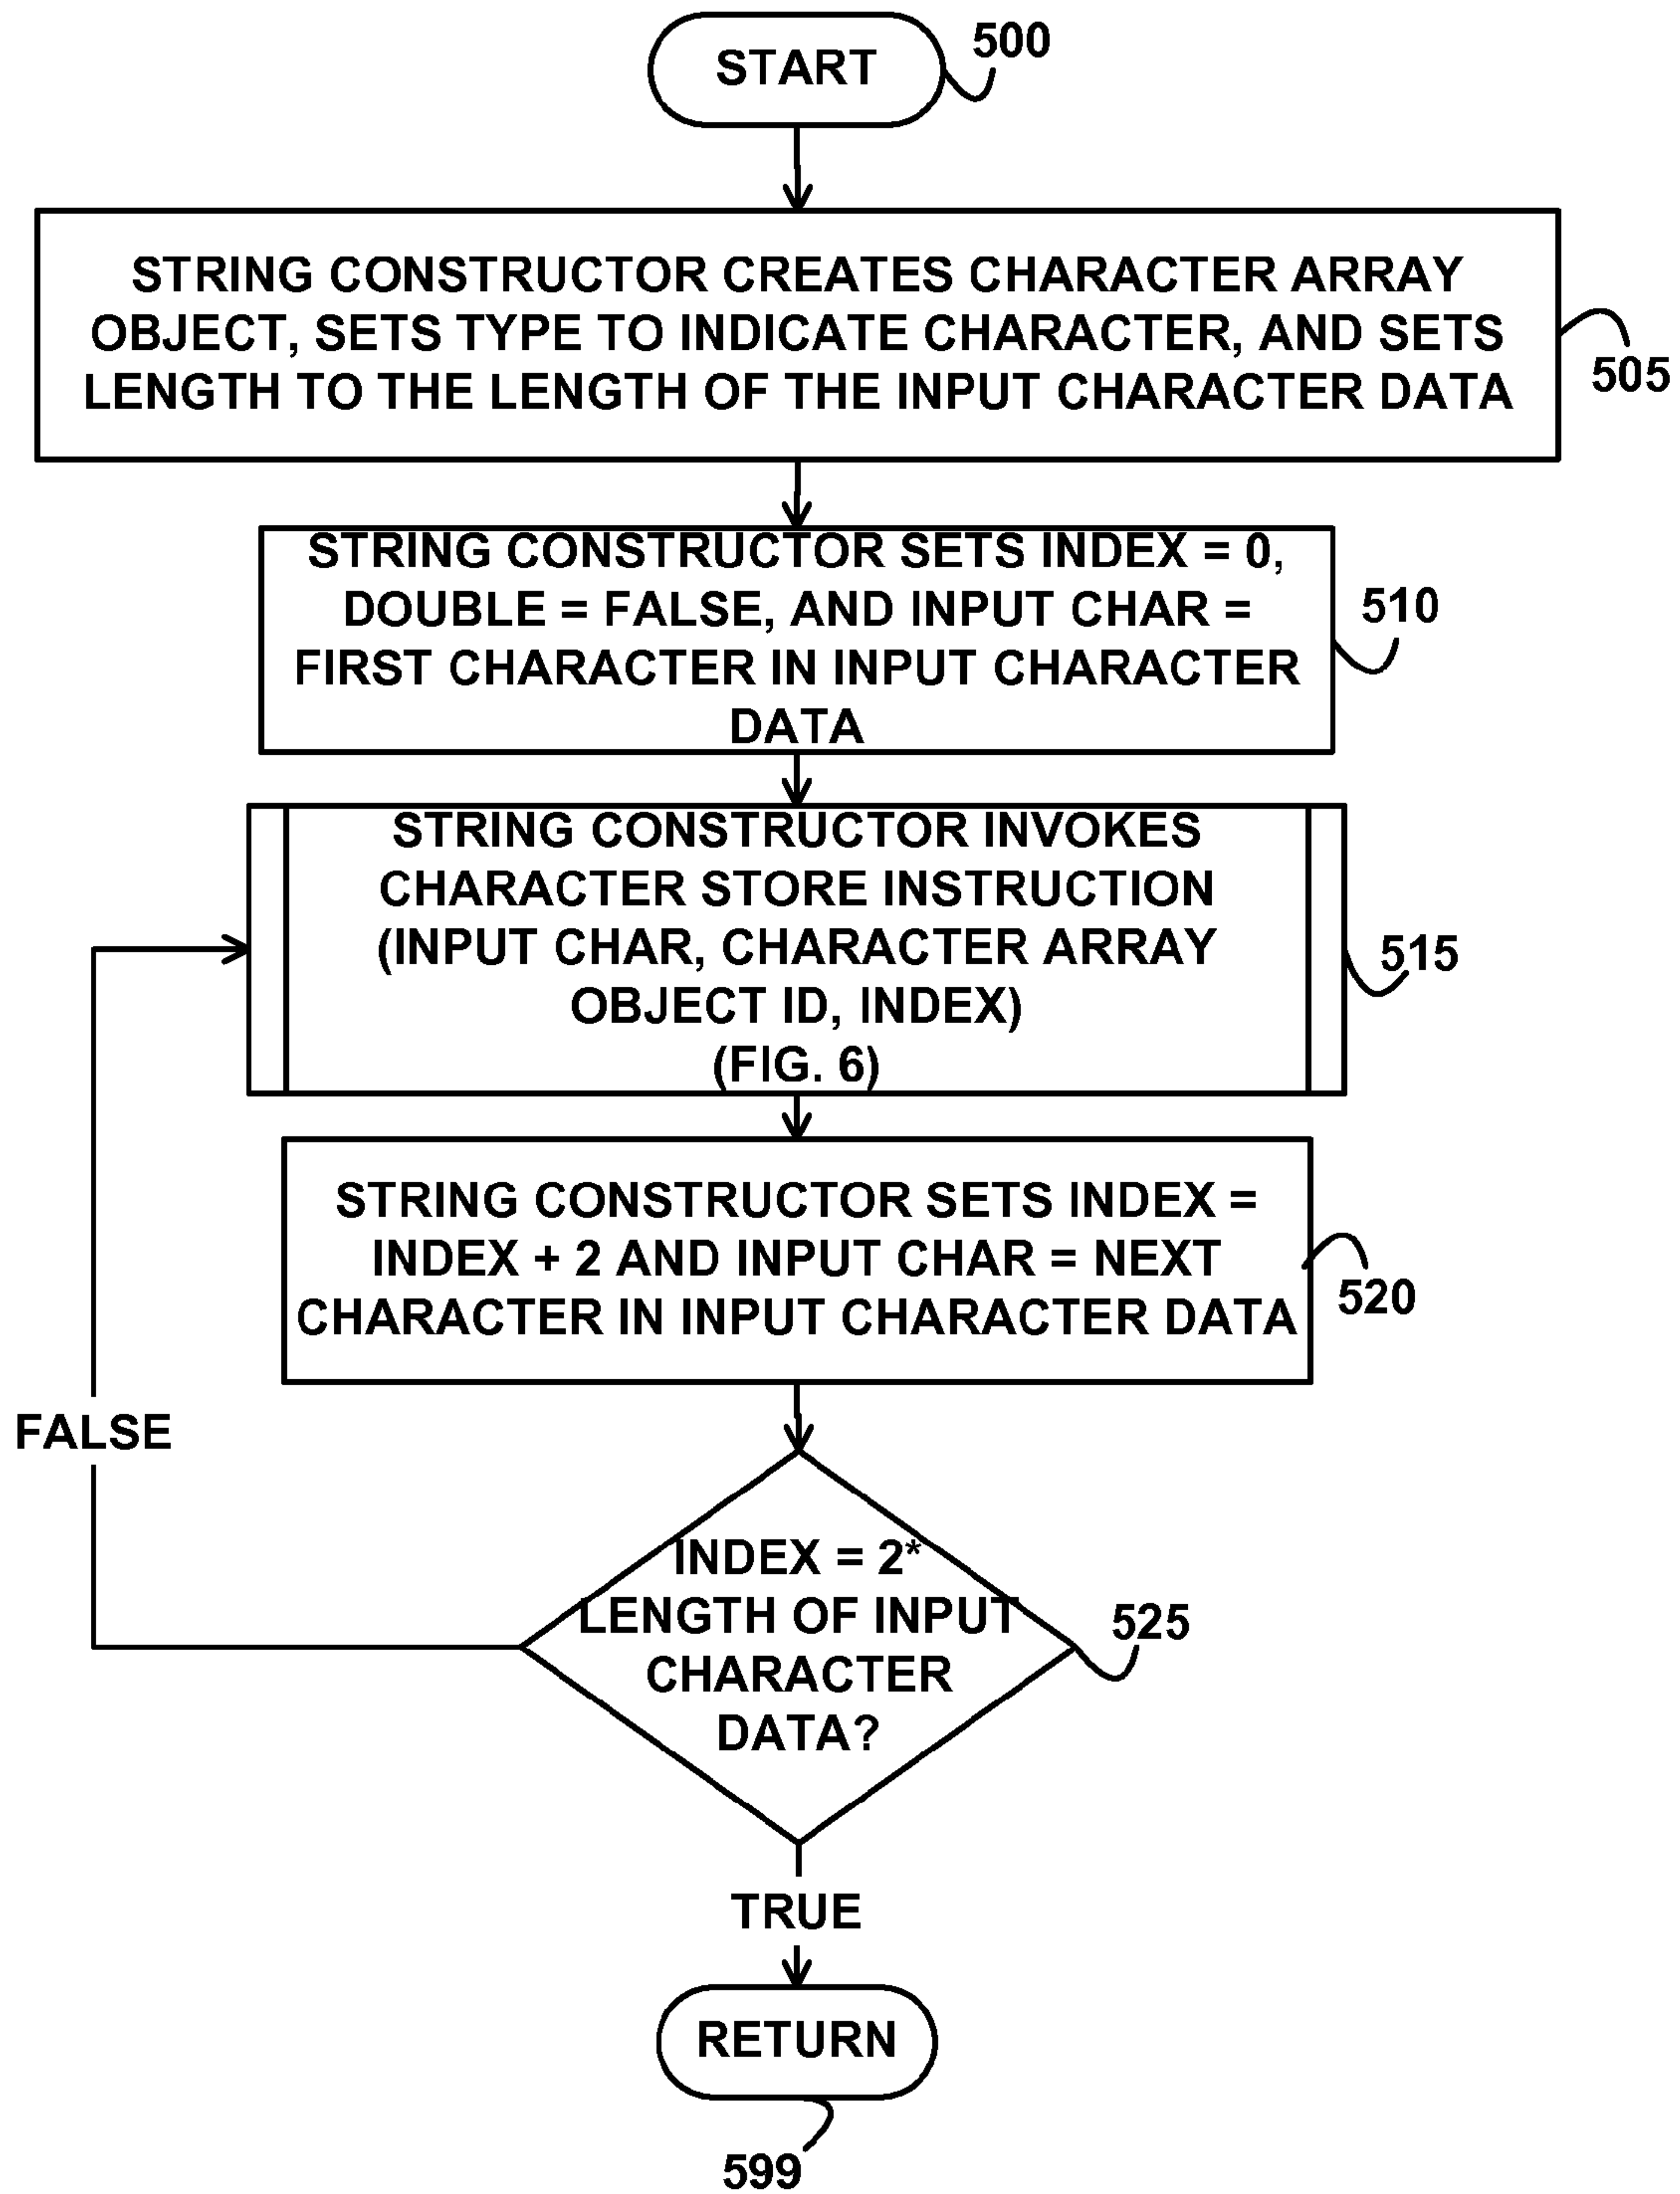 START
500
STRING CONSTRUCTOR CREATES CHARACTER ARRAY
OBJECT, SETS TYPE TO INDICATE CHARACTER, AND SETS
LENGTH TO THE LENGTH OF THE INPUT CHARACTER DATA
505
STRING CONSTRUCTOR SETS INDEX = 0,
DOUBLE = FALSE, AND INPUT CHAR =
FIRST CHARACTER IN INPUT CHARACTER
DATA
510
STRING CONSTRUCTOR INVOKES
CHARACTER STORE INSTRUCTION
(INPUT CHAR, CHARACTER ARRAY
OBJECT ID, INDEX)
(FIG. 6)
515
STRING CONSTRUCTOR SETS INDEX =
INDEX + 2 AND INPUT CHAR = NEXT
CHARACTER IN INPUT CHARACTER DATA
520
FALSE
INDEX = 2*
LENGTH OF INPUT
CHARACTER
DATA?
525
TRUE
RETURN
599